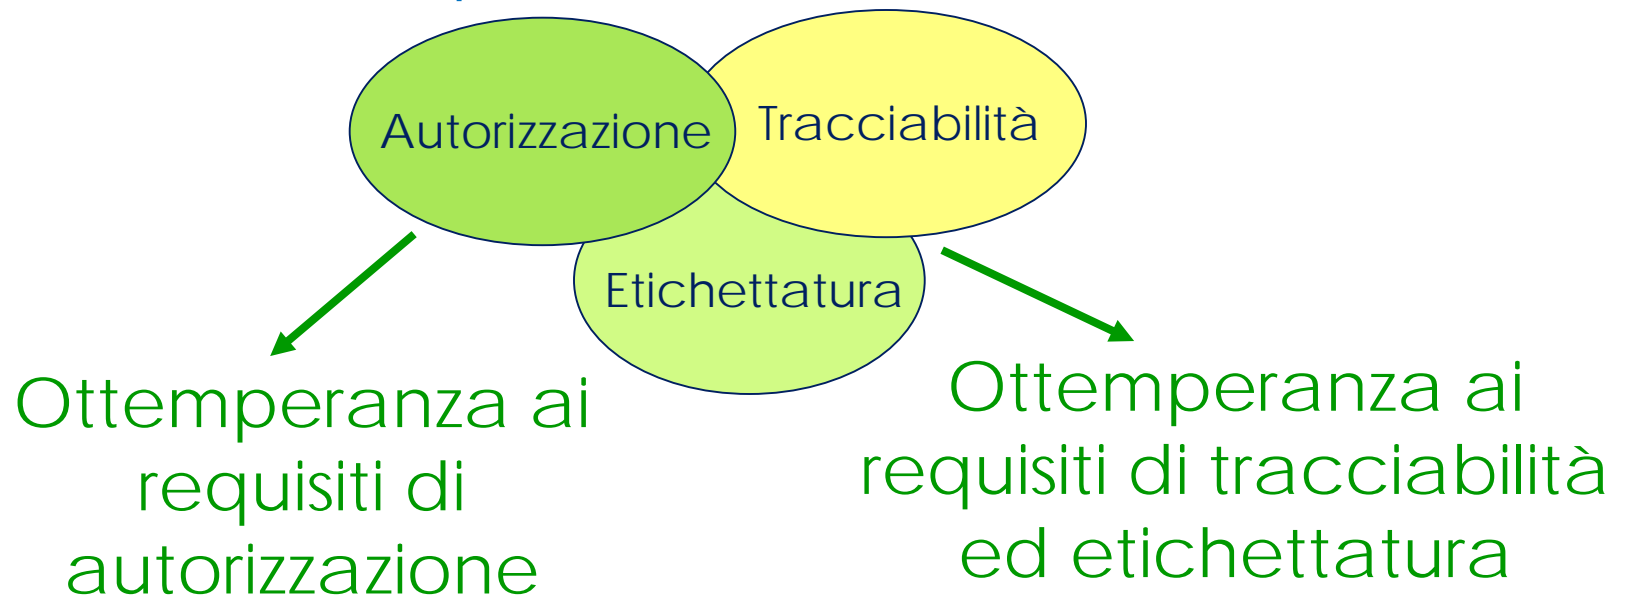 Autorizzazione
Tracciabilità
Etichettatura
Ottemperanza ai
requisiti di
autorizzazione
Ottemperanza ai
requisiti di tracciabilità
ed etichettatura